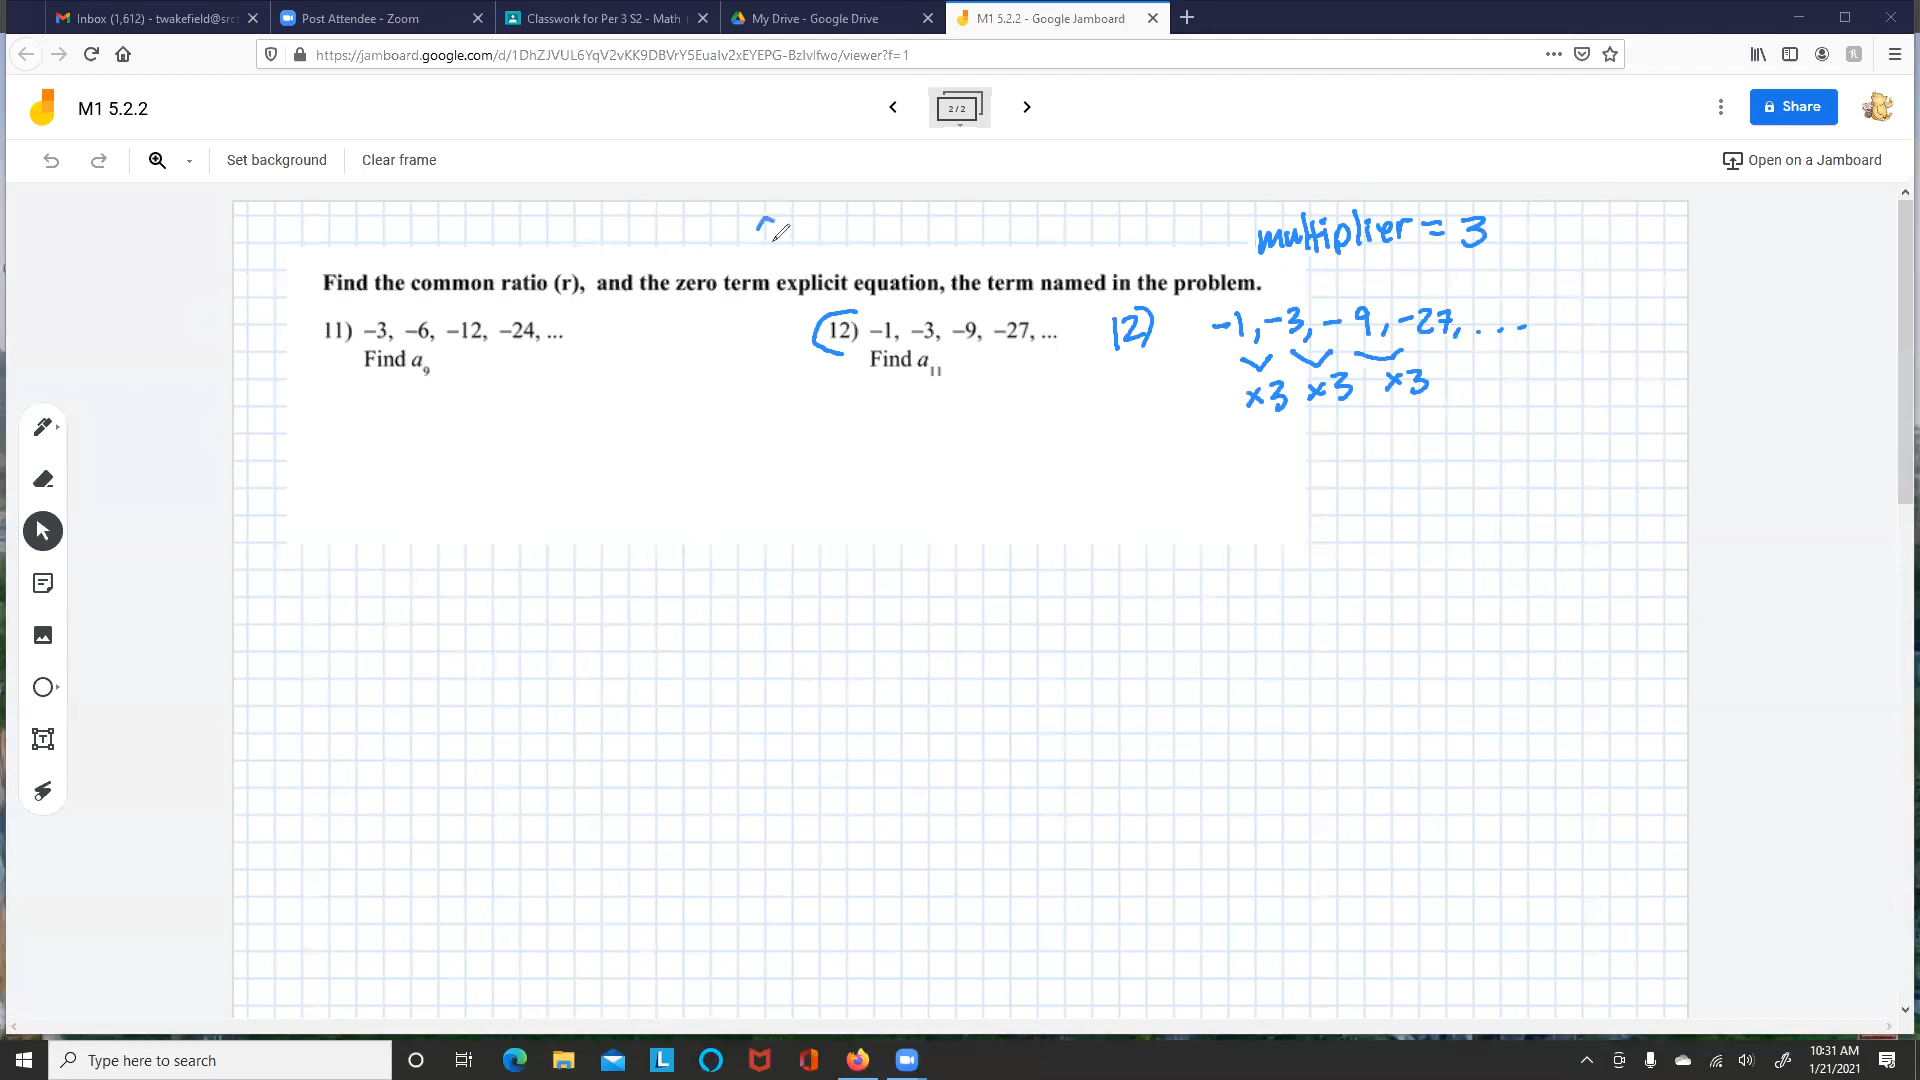 Inbox (1,612) - twakefield@src
Post Attendee - Zoom
Classwork for Per 3 S2 - Math
My Drive - Google Drive
M1 5.2.2 - Google Jamboard
https://jamboard.google.com/d/1DhZJVUL6YqV2vKK9DBVrY5EuaIv2xEYEPG-BzIvIfwo/viewer?f=1
M1 5.2.2
2 / 2
Share
Set background
Clear frame
Open on a Jamboard
r
multiplier = 3
Find the common ratio (r), and the zero term explicit equation, the term named in the problem.
11) −3, −6, −12, −24, ...
Find a₉
12) −1, −3, −9, −27, ...
Find a₁₁
12) -1, -3, -9, -27, ...
×3 ×3 ×3
Type here to search
10:31 AM
1/21/2021